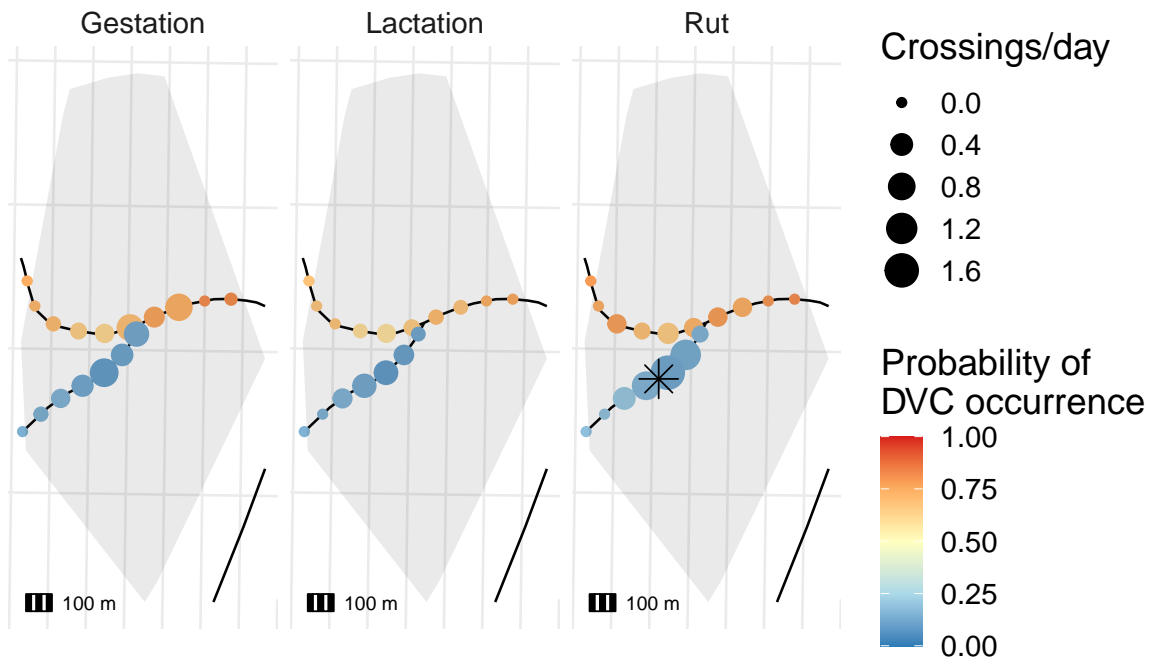 Gestation
Lactation
Rut
100 m
100 m
100 m
Crossings/day
0.0
0.4
0.8
1.2
1.6
Probability of
DVC occurrence
1.00
0.75
0.50
0.25
0.00